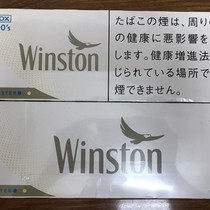 BOX
0's
Winston
たばこの煙は、周り
の健康に悪影響を
します。健康増進法
じられている場所で
煙できません。
Winston